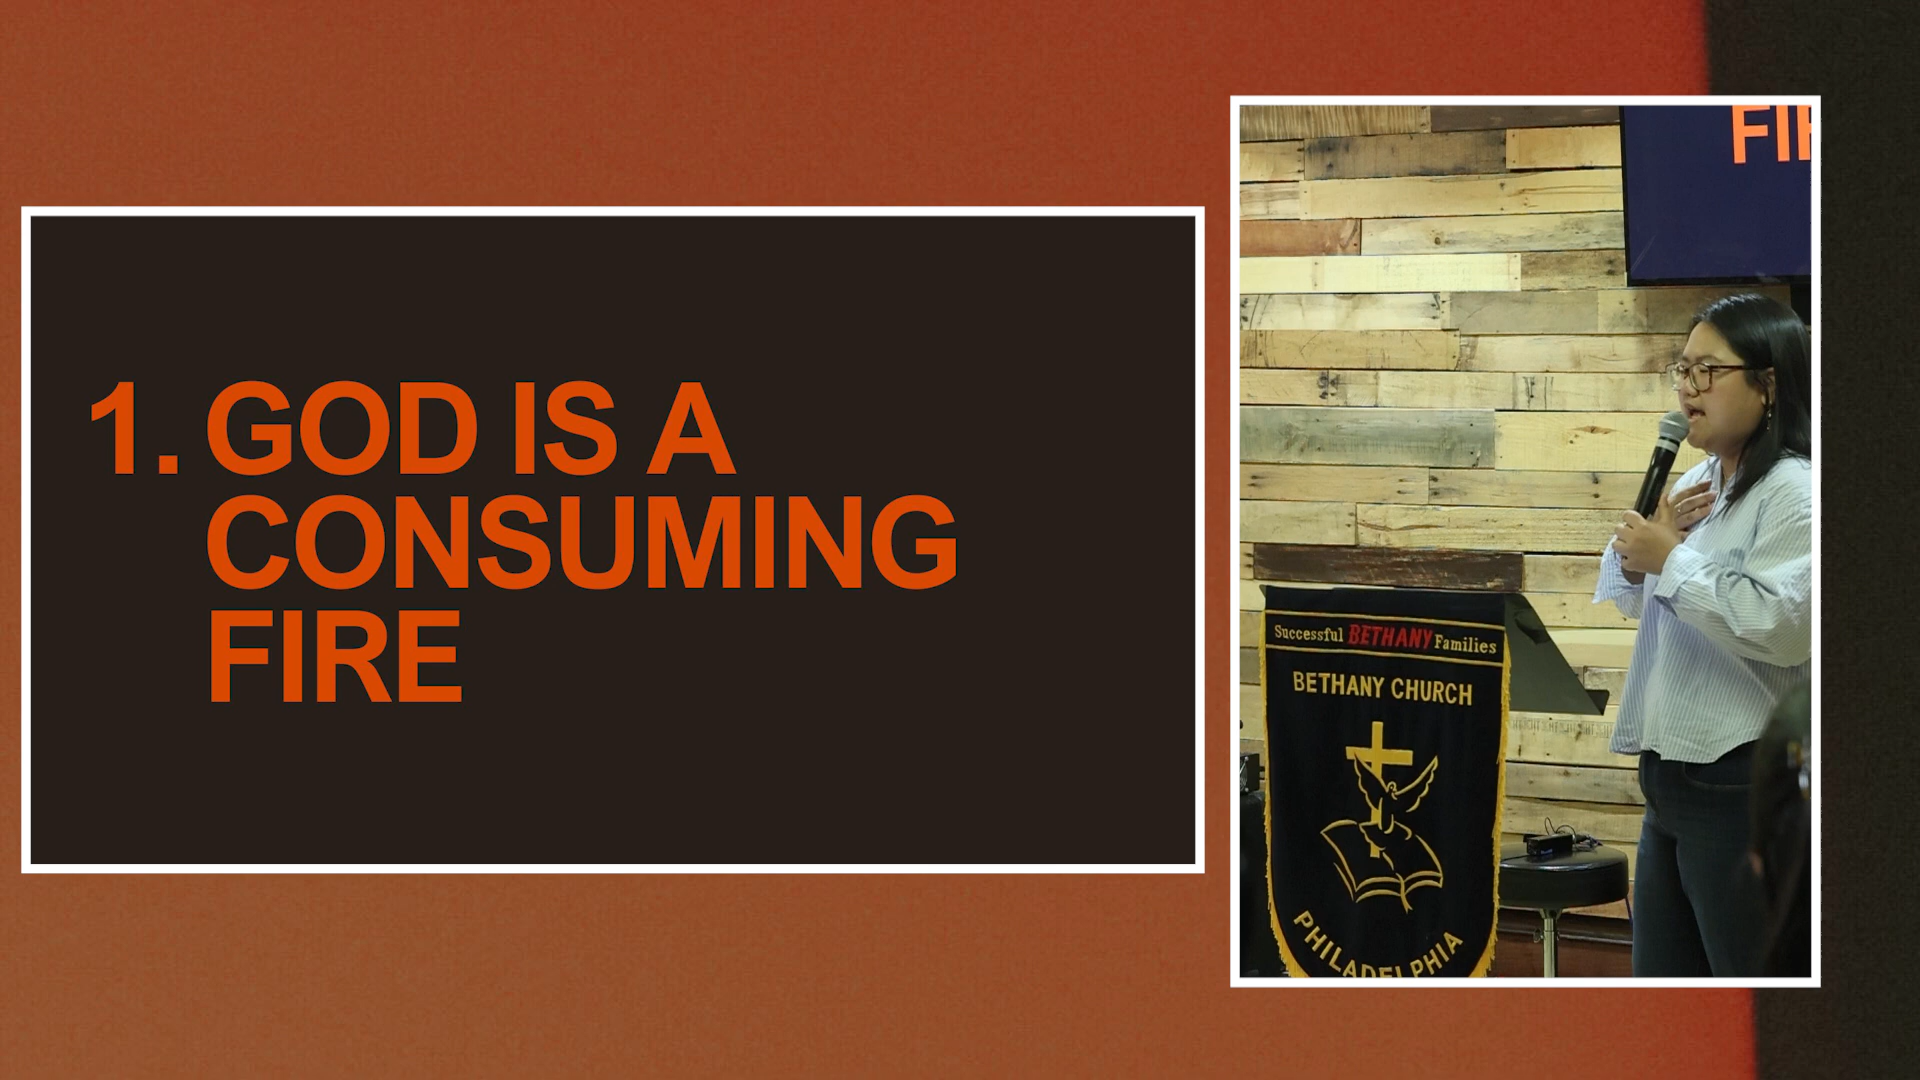 1. GOD IS A
CONSUMING
FIRE
Successful BETHANY Families
BETHANY CHURCH
PHILADELPHIA